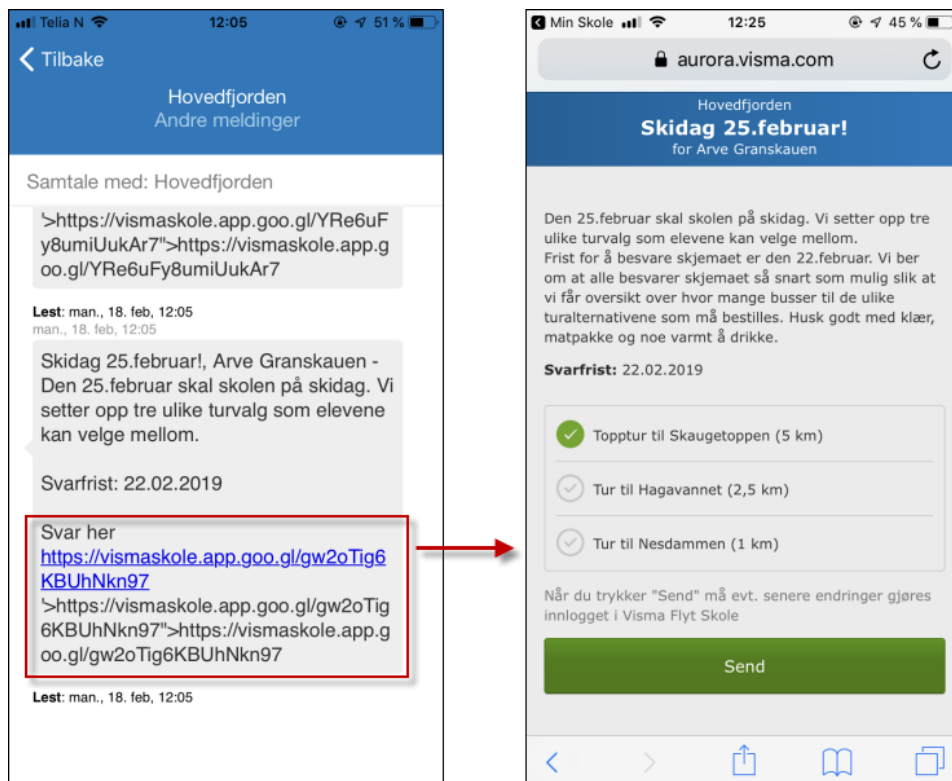 Telia N 12:05 51 %
Tilbake
Hovedfjorden
Andre meldinger
Samtale med: Hovedfjorden
'>https://vismaskole.app.goo.gl/YRe6uF
y8umiUukAr7">https://vismaskole.app.g
oo.gl/YRe6uFy8umiUukAr7
Lest: man., 18. feb, 12:05
man., 18. feb, 12:05
Skidag 25.februar!, Arve Granskauen -
Den 25.februar skal skolen på skidag. Vi
setter opp tre ulike turvalg som elevene
kan velge mellom.
Svarfrist: 22.02.2019
Svar her
https://vismaskole.app.goo.gl/gw2oTig6
KBUhNkn97
'>https://vismaskole.app.goo.gl/gw2oTig
6KBUhNkn97">https://vismaskole.app.g
oo.gl/gw2oTig6KBUhNkn97
Lest: man., 18. feb, 12:05
Min Skole 12:25 45 %
aurora.visma.com
Hovedfjorden
Skidag 25.februar!
for Arve Granskauen
Den 25.februar skal skolen på skidag. Vi setter opp tre
ulike turvalg som elevene kan velge mellom.
Frist for å besvare skjemaet er den 22.februar. Vi ber
om at alle besvarer skjemaet så snart som mulig slik at
vi får oversikt over hvor mange busser til de ulike
turalternativene som må bestilles. Husk godt med klær,
matpakke og noe varmt å drikke.
Svarfrist: 22.02.2019
Topptur til Skaugetoppen (5 km)
Tur til Hagavannet (2,5 km)
Tur til Nesdammen (1 km)
Når du trykker "Send" må evt. senere endringer gjøres
innlogget i Visma Flyt Skole
Send